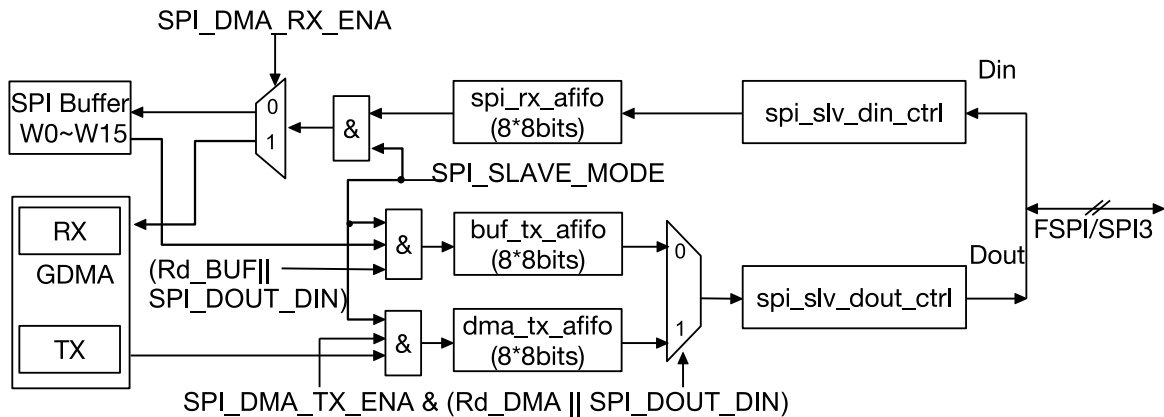 SPI_DMA_RX_ENA
SPI Buffer
W0~W15
0
1
&
spi_rx_afifo
(8*8bits)
spi_slv_din_ctrl
Din
SPI_SLAVE_MODE
RX
GDMA
TX
(Rd_BUF||
SPI_DOUT_DIN)
&
buf_tx_afifo
(8*8bits)
0
1
&
dma_tx_afifo
(8*8bits)
spi_slv_dout_ctrl
Dout
FSPI/SPI3
SPI_DMA_TX_ENA & (Rd_DMA || SPI_DOUT_DIN)